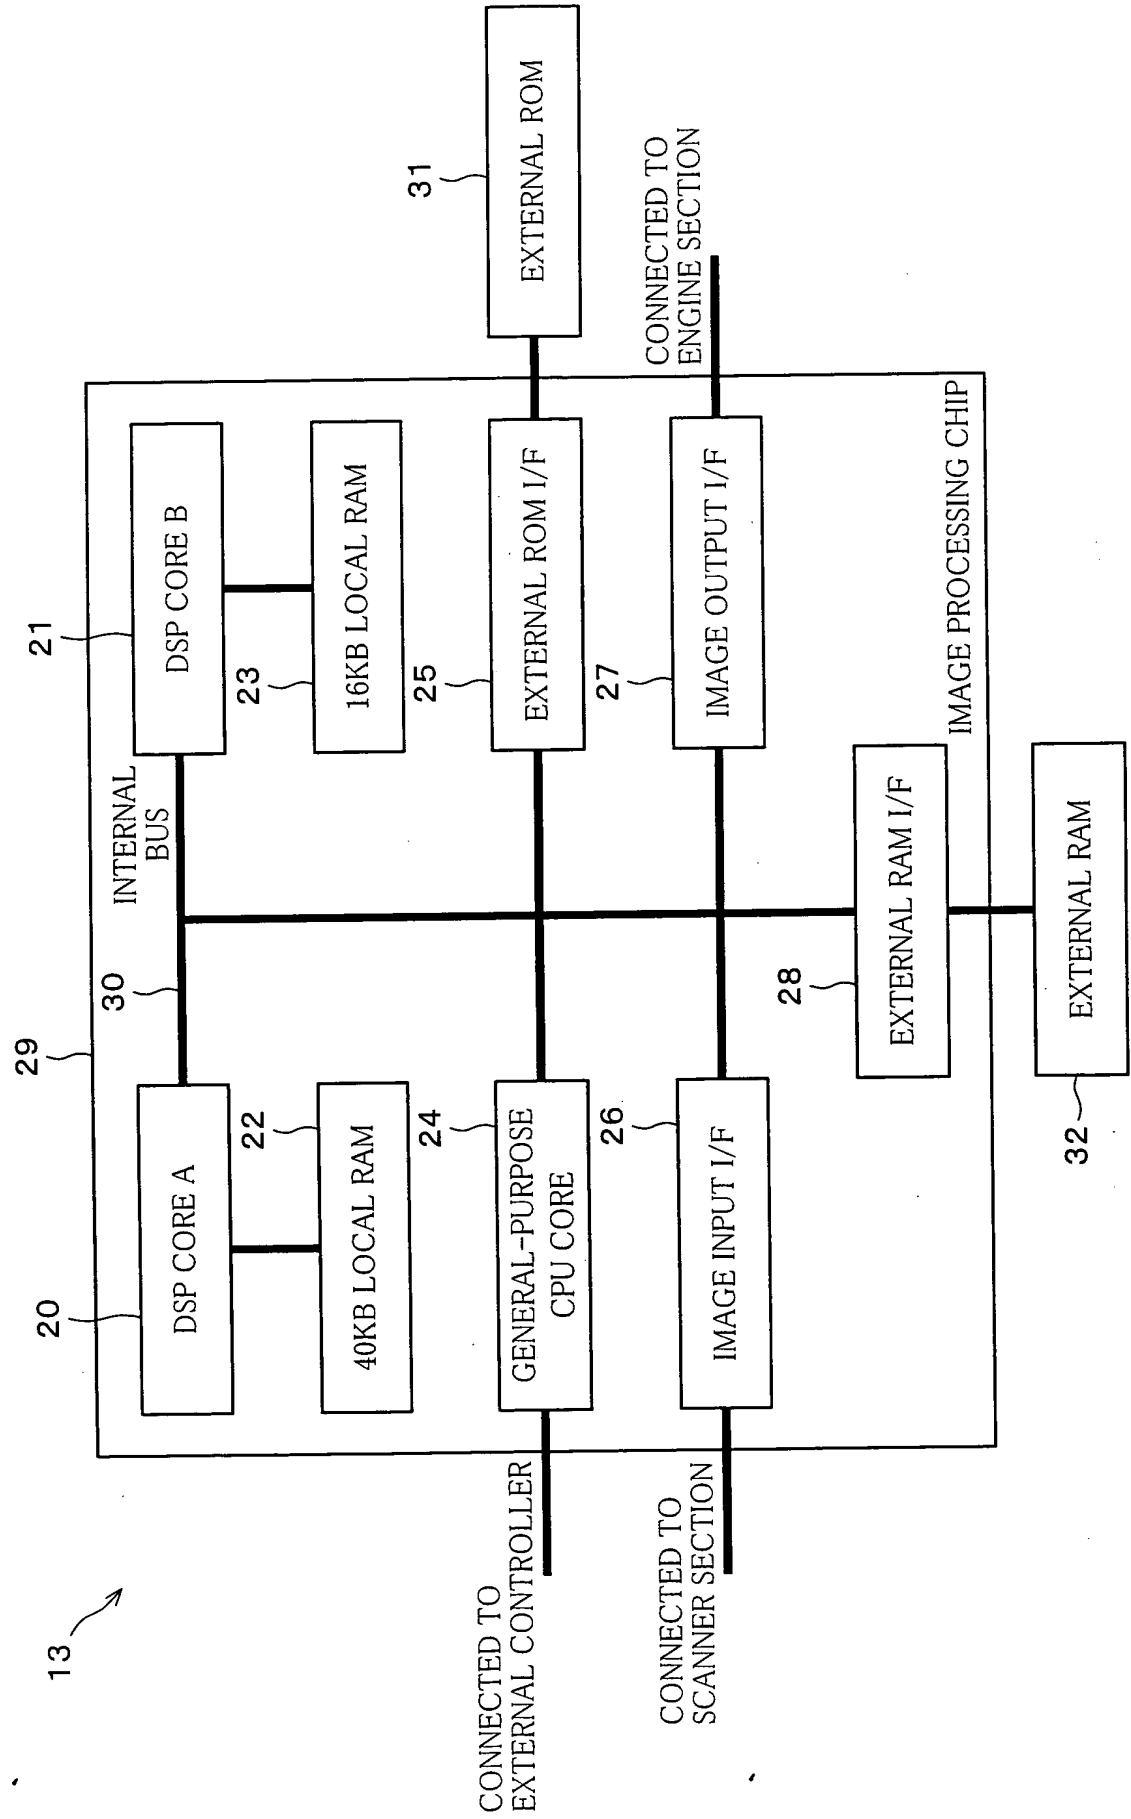 13
29
20
DSP CORE A
30
INTERNAL
BUS
21
DSP CORE B
22
40KB LOCAL RAM
23
16KB LOCAL RAM
CONNECTED TO
EXTERNAL CONTROLLER
24
GENERAL-PURPOSE
CPU CORE
25
EXTERNAL ROM I/F
31
EXTERNAL ROM
CONNECTED TO
SCANNER SECTION
26
IMAGE INPUT I/F
27
IMAGE OUTPUT I/F
CONNECTED TO
ENGINE SECTION
28
EXTERNAL RAM I/F
IMAGE PROCESSING CHIP
32
EXTERNAL RAM